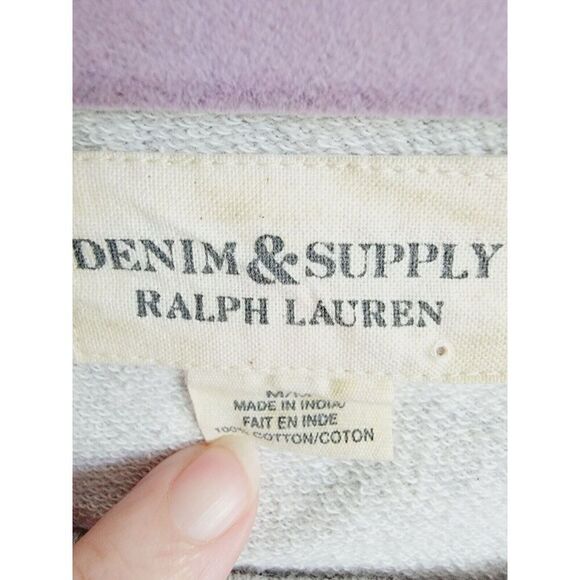 DENIM & SUPPLY
RALPH LAUREN
MADE IN INDIA
FAIT EN INDE
100% COTTON/COTON